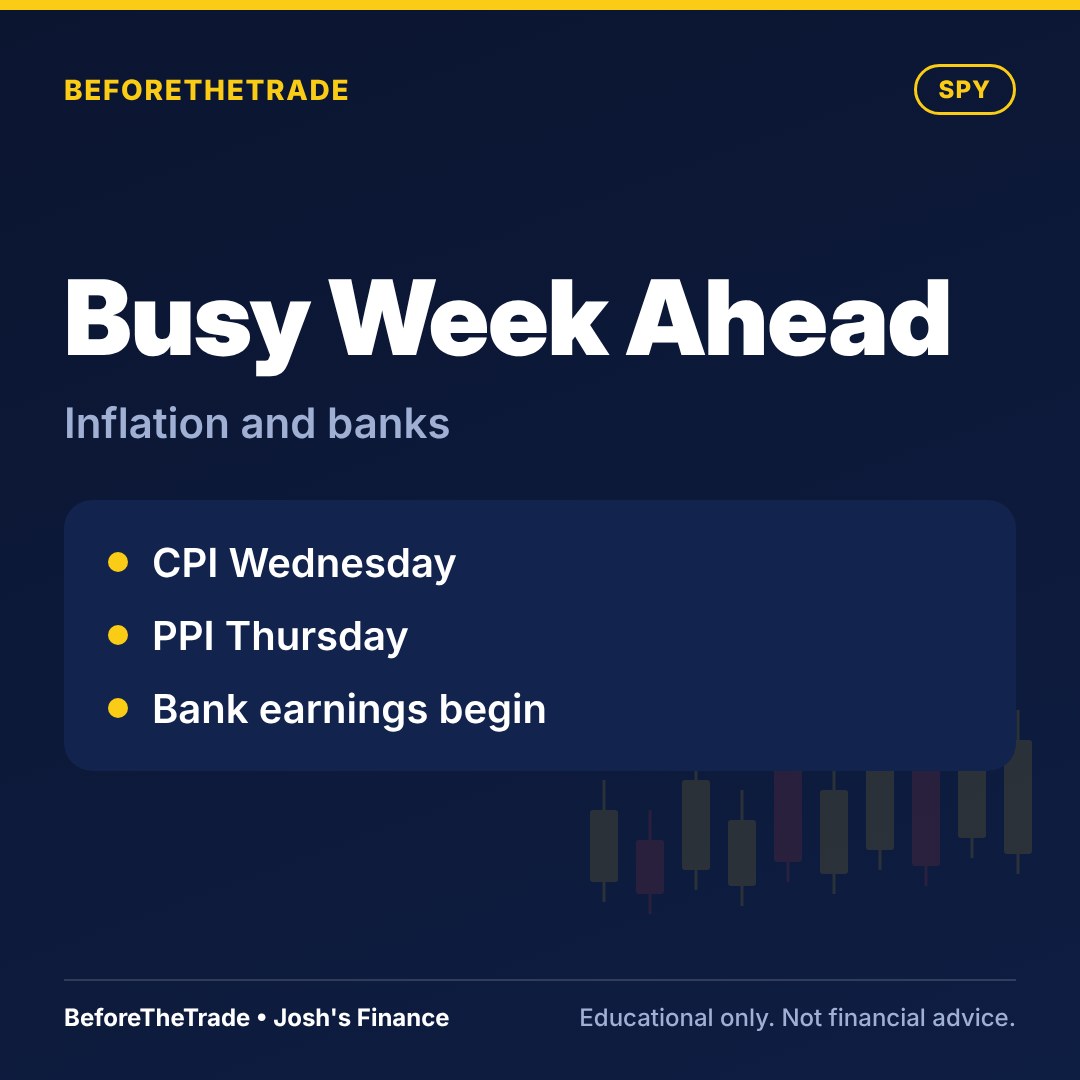 BEFORETHETRADE
SPY
Busy Week Ahead
Inflation and banks
CPI Wednesday
PPI Thursday
Bank earnings begin
BeforeTheTrade • Josh's Finance
Educational only. Not financial advice.